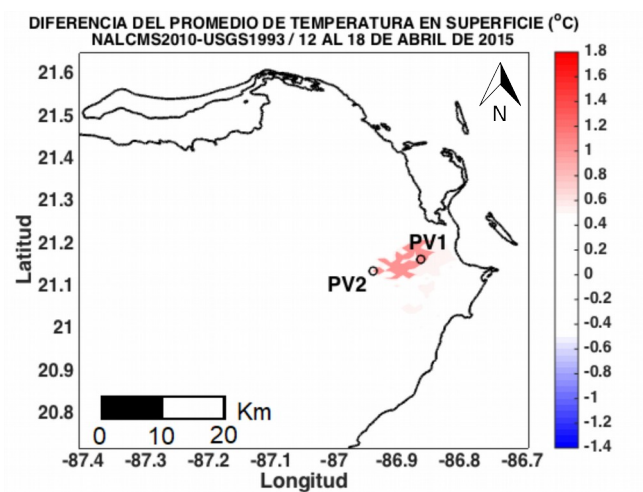 DIFERENCIA DEL PROMEDIO DE TEMPERATURA EN SUPERFICIE (°C)
NALCMS2010-USGS1993 / 12 AL 18 DE ABRIL DE 2015
21.6
21.5
21.4
21.3
21.2
21.1
21
20.9
20.8
Latitud
N
PV1
PV2
Km
0 10 20
-87.4 -87.3 -87.2 -87.1 -87 -86.9 -86.8 -86.7
Longitud
1.8
1.6
1.4
1.2
1.0
0.8
0.6
0.4
0.2
0
-0.2
-0.4
-0.5
-0.8
-1
-1.2
-1.4